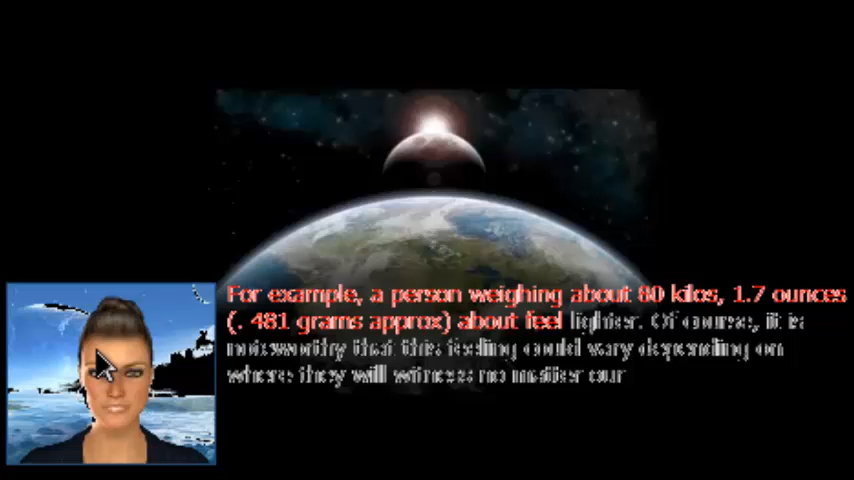 For example, a person weighing about 80 kilos, 1.7 ounces
(. 481 grams approx) about feel lighter. Of course, it is
noteworthy that this feeling could vary depending on
where they will witness no matter our